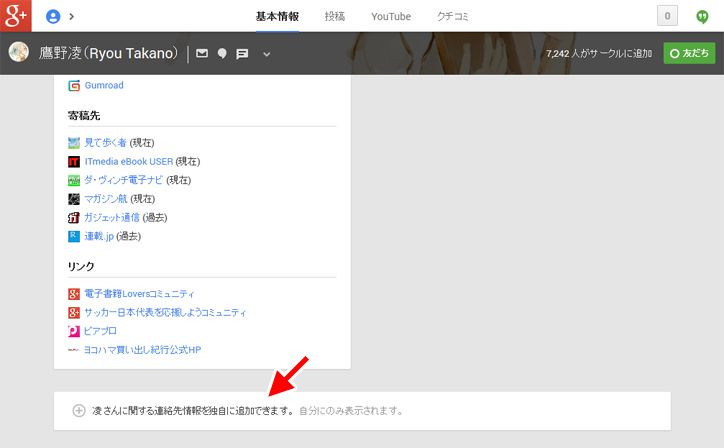 g+
基本情報 投稿 YouTube クチコミ 0
鷹野凌(Ryou Takano) 7,242 人がサークルに追加 友だち
Gumroad
寄稿先
見て歩く者 (現在)
ITmedia eBook USER (現在)
ダ・ヴィンチ電子ナビ (現在)
マガジン航 (現在)
ガジェット通信 (過去)
連載.jp (過去)
リンク
電子書籍Loversコミュニティ
サッカー日本代表を応援しようコミュニティ
ピアプロ
ヨコハマ買い出し紀行公式HP
凌 さんに関する連絡先情報を独自に追加できます。 自分にのみ表示されます。